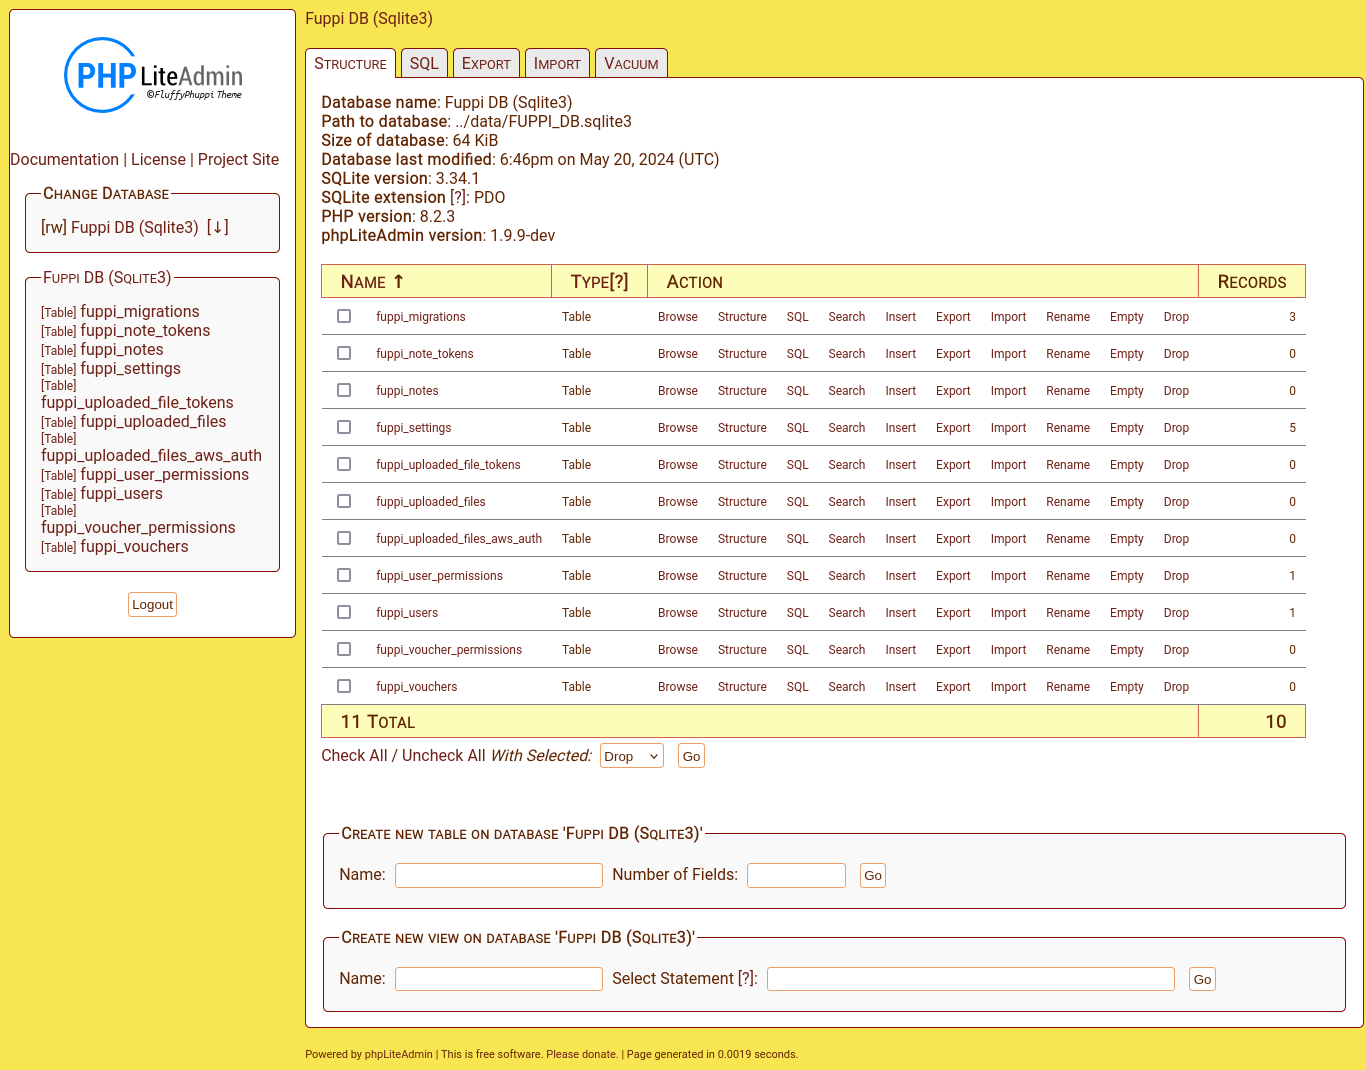 PHP LiteAdmin
©FluffyPhuppi Theme
Documentation | License | Project Site
Change Database
[rw] Fuppi DB (Sqlite3) [↓]
Fuppi DB (Sqlite3)
[Table] fuppi_migrations
[Table] fuppi_note_tokens
[Table] fuppi_notes
[Table] fuppi_settings
[Table]
fuppi_uploaded_file_tokens
[Table] fuppi_uploaded_files
[Table]
fuppi_uploaded_files_aws_auth
[Table] fuppi_user_permissions
[Table] fuppi_users
[Table]
fuppi_voucher_permissions
[Table] fuppi_vouchers
Logout
Fuppi DB (Sqlite3)
Structure SQL Export Import Vacuum
Database name: Fuppi DB (Sqlite3)
Path to database: ../data/FUPPI_DB.sqlite3
Size of database: 64 KiB
Database last modified: 6:46pm on May 20, 2024 (UTC)
SQLite version: 3.34.1
SQLite extension [?]: PDO
PHP version: 8.2.3
phpLiteAdmin version: 1.9.9-dev
Name ↑ Type[?] Action Records
fuppi_migrations Table Browse Structure SQL Search Insert Export Import Rename Empty Drop 3
fuppi_note_tokens Table Browse Structure SQL Search Insert Export Import Rename Empty Drop 0
fuppi_notes Table Browse Structure SQL Search Insert Export Import Rename Empty Drop 0
fuppi_settings Table Browse Structure SQL Search Insert Export Import Rename Empty Drop 5
fuppi_uploaded_file_tokens Table Browse Structure SQL Search Insert Export Import Rename Empty Drop 0
fuppi_uploaded_files Table Browse Structure SQL Search Insert Export Import Rename Empty Drop 0
fuppi_uploaded_files_aws_auth Table Browse Structure SQL Search Insert Export Import Rename Empty Drop 0
fuppi_user_permissions Table Browse Structure SQL Search Insert Export Import Rename Empty Drop 1
fuppi_users Table Browse Structure SQL Search Insert Export Import Rename Empty Drop 1
fuppi_voucher_permissions Table Browse Structure SQL Search Insert Export Import Rename Empty Drop 0
fuppi_vouchers Table Browse Structure SQL Search Insert Export Import Rename Empty Drop 0
11 Total 10
Check All / Uncheck All With Selected: Drop Go
Create new table on database 'Fuppi DB (Sqlite3)'
Name: Number of Fields: Go
Create new view on database 'Fuppi DB (Sqlite3)'
Name: Select Statement [?]: Go
Powered by phpLiteAdmin | This is free software. Please donate. | Page generated in 0.0019 seconds.